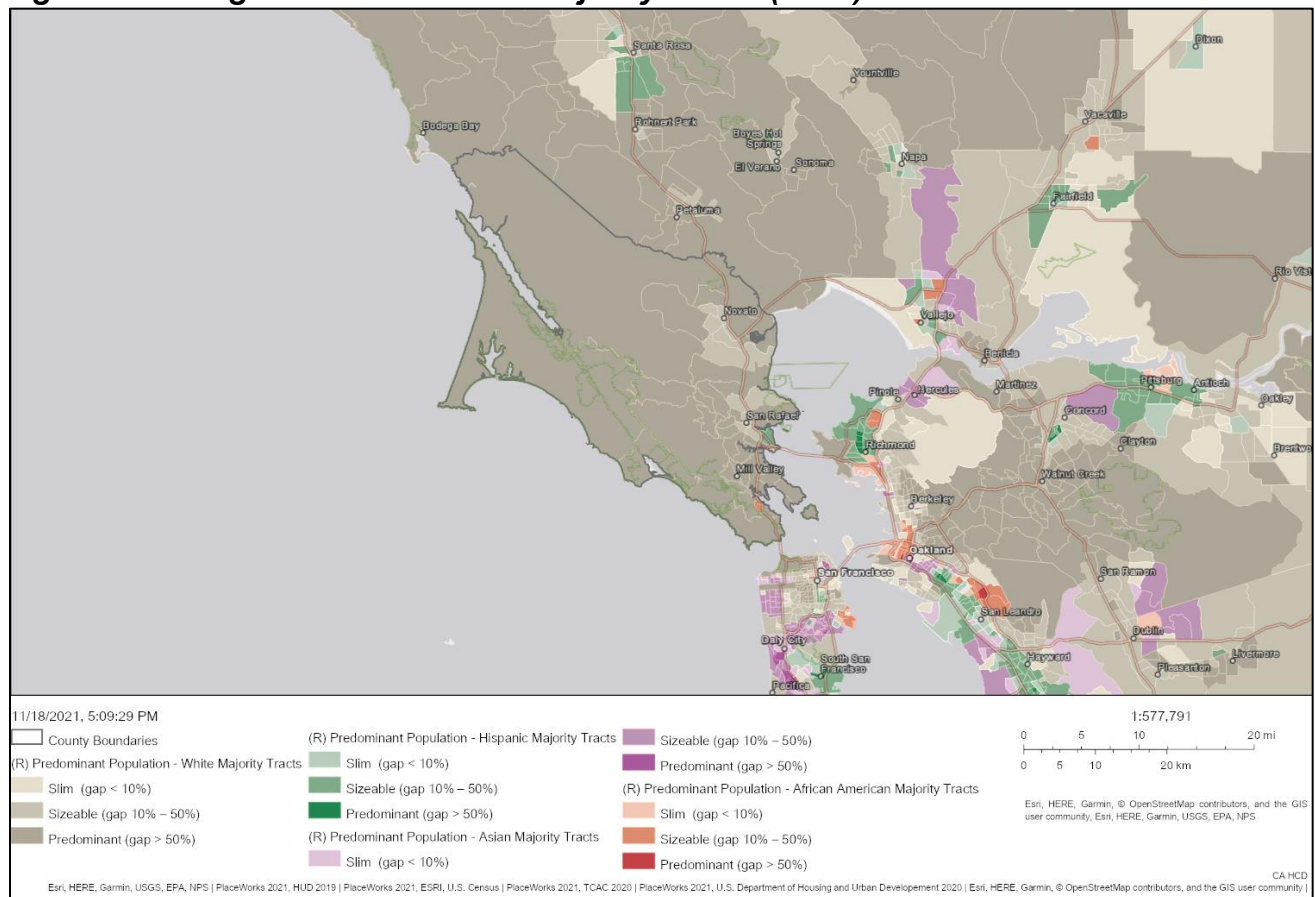 Santa Rosa
Dixon
Yountville
Vacaville
Bodega Bay
Rohnert Park
Boyes Hot
Springs
El Verano
Sonoma
Napa
Fairfield
Petaluma
Rio Vist
Novato
Vallejo
Benicia
Pinole
Hercules
Martinez
Pittsburg
Antioch
Oakley
San Rafael
Concord
Richmond
Clayton
Brentwo
Mill Valley
Walnut Creek
Berkeley
Oakland
San Francisco
San Ramon
San Leandro
Daly City
Dublin
South San
Francisco
Hayward
Livermore
Pleasanton
Pacifica
11/18/2021, 5:09:29 PM
County Boundaries
(R) Predominant Population - White Majority Tracts
Slim (gap < 10%)
Sizeable (gap 10% – 50%)
Predominant (gap > 50%)
(R) Predominant Population - Hispanic Majority Tracts
Slim (gap < 10%)
Sizeable (gap 10% – 50%)
Predominant (gap > 50%)
(R) Predominant Population - Asian Majority Tracts
Slim (gap < 10%)
Sizeable (gap 10% – 50%)
Predominant (gap > 50%)
(R) Predominant Population - African American Majority Tracts
Slim (gap < 10%)
Sizeable (gap 10% – 50%)
Predominant (gap > 50%)
1:577,791
0 5 10 20 mi
0 5 10 20 km
Esri, HERE, Garmin, © OpenStreetMap contributors, and the GIS
user community, Esri, HERE, Garmin, USGS, EPA, NPS
CA HCD
Esri, HERE, Garmin, USGS, EPA, NPS | PlaceWorks 2021, HUD 2019 | PlaceWorks 2021, ESRI, U.S. Census | PlaceWorks 2021, TCAC 2020 | PlaceWorks 2021, U.S. Department of Housing and Urban Developement 2020 | Esri, HERE, Garmin, © OpenStreetMap contributors, and the GIS user community |